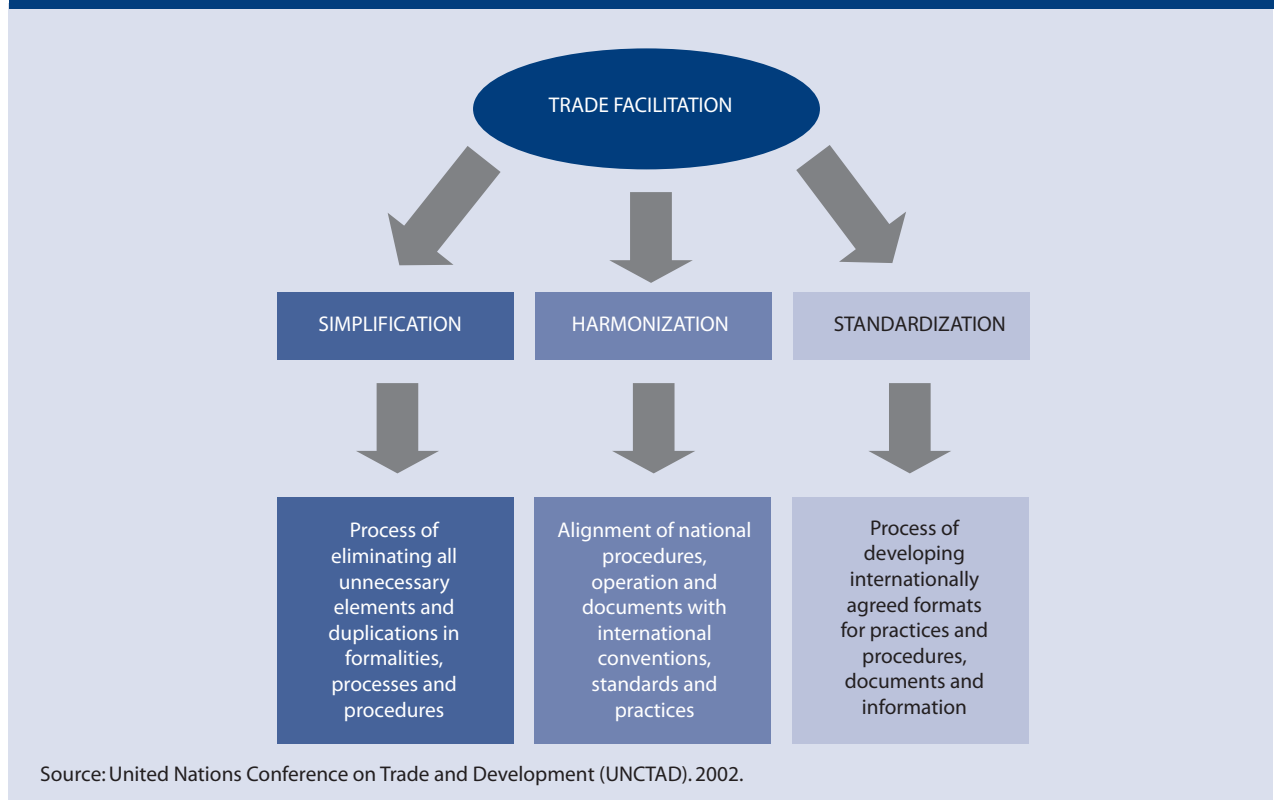 TRADE FACILITATION
SIMPLIFICATION
HARMONIZATION
STANDARDIZATION
Process of
eliminating all
unnecessary
elements and
duplications in
formalities,
processes and
procedures
Alignment of national
procedures,
operation and
documents with
international
conventions,
standards and
practices
Process of
developing
internationally
agreed formats
for practices and
procedures,
documents and
information
Source: United Nations Conference on Trade and Development (UNCTAD). 2002.